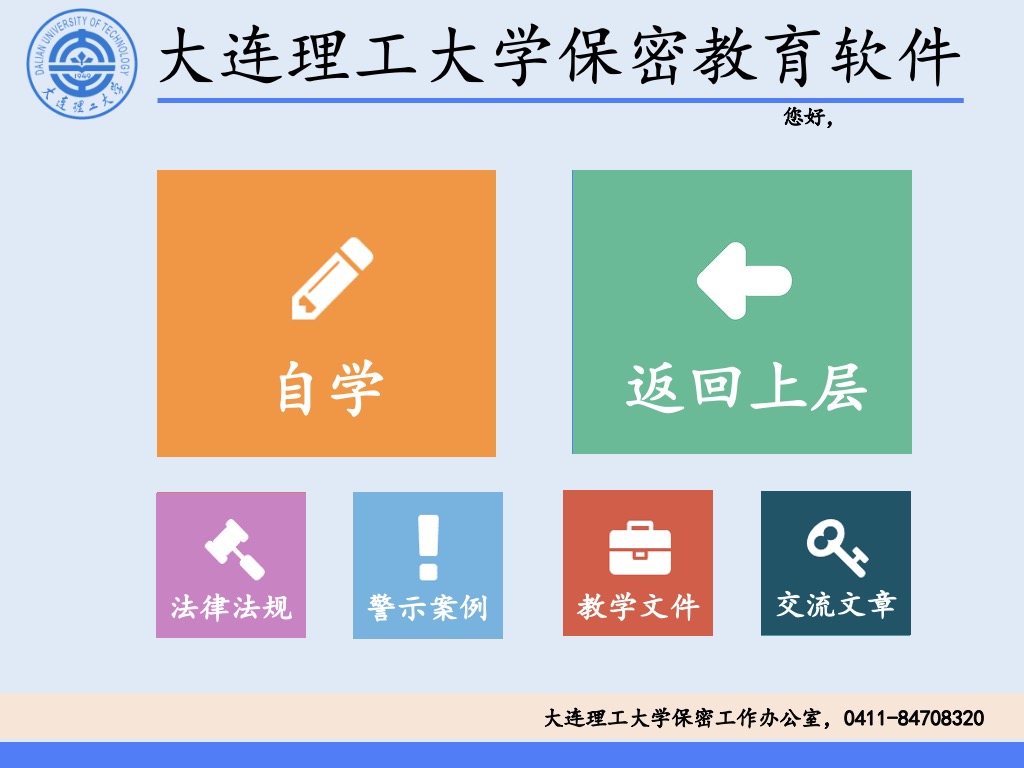 DALIAN UNIVERSITY OF TECHNOLOGY
1949
大连理工大学
大连理工大学保密教育软件
您好，
自学
返回上层
法律法规
警示案例
教学文件
交流文章
大连理工大学保密工作办公室，0411-84708320